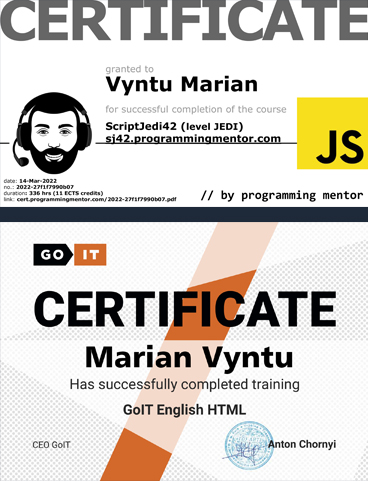 CERTIFICATE
granted to
Vyntu Marian
for successful completion of the course
ScriptJedi42 (level JEDI)
sj42.programmingmentor.com
JS
date: 14-Mar-2022
no.: 2022-27f1f7990b07
duration: 336 hrs (11 ECTS credits)
link: cert.programmingmentor.com/2022-27f1f7990b07.pdf
// by programming mentor
GO IT
CERTIFICATE
Marian Vyntu
Has successfully completed training
GoIT English HTML
CEO GoIT
Anton Chornyi